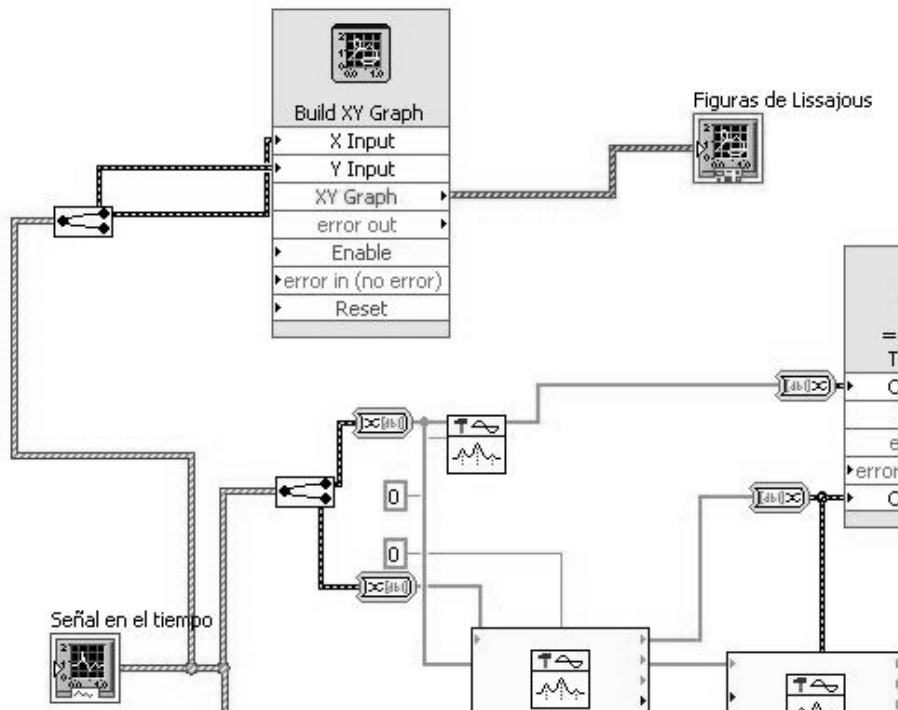 Build XY Graph
X Input
Y Input
XY Graph
error out
Enable
error in (no error)
Reset
Figuras de Lissajous
=
T
O
e
error
O
0
0
Señal en el tiempo